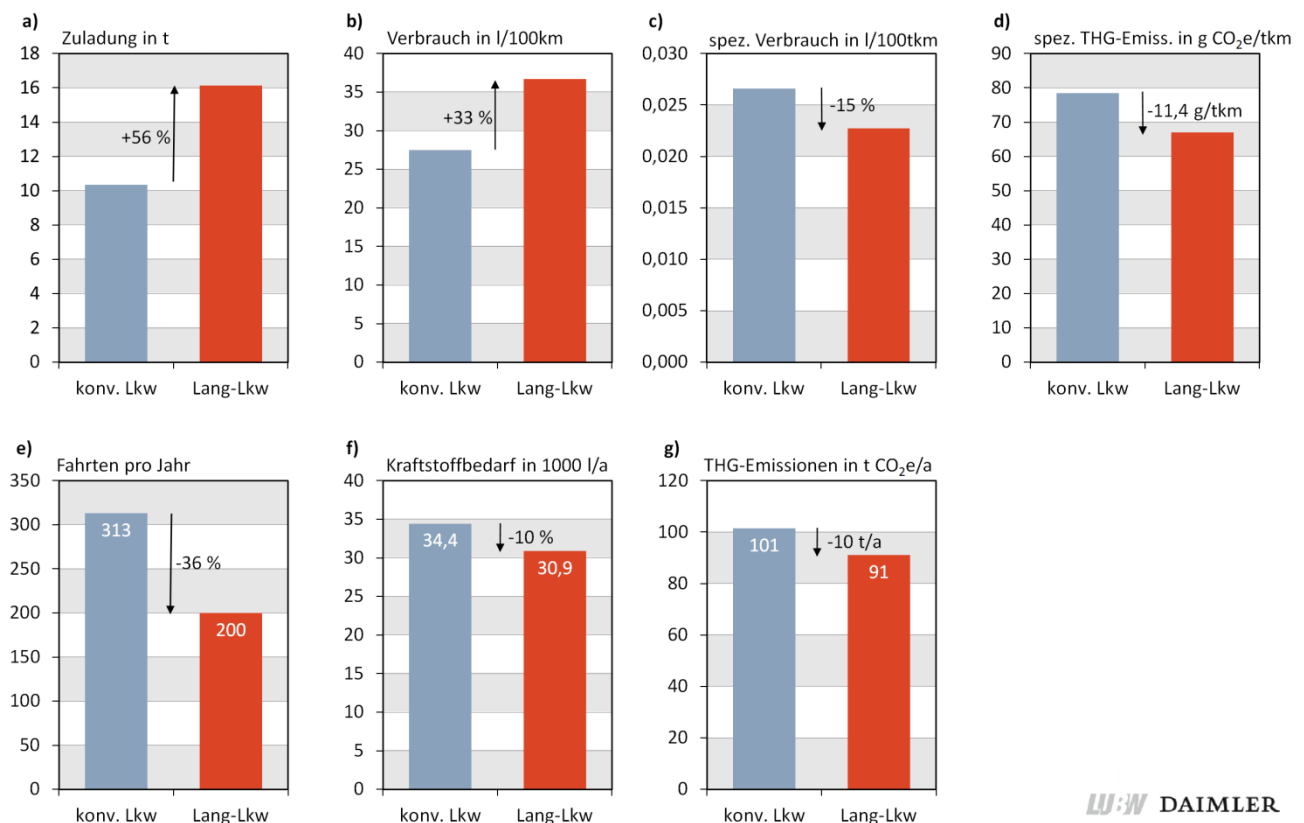 a)
Zuladung in t
18
16
14
12
10
8
6
4
2
0
+56 %
konv. Lkw
Lang-Lkw
b)
Verbrauch in l/100km
40
35
30
25
20
15
10
5
0
+33 %
konv. Lkw
Lang-Lkw
c)
spez. Verbrauch in l/100tkm
0,030
0,025
0,020
0,015
0,010
0,005
0,000
-15 %
konv. Lkw
Lang-Lkw
d)
spez. THG-Emiss. in g CO₂e/tkm
90
80
70
60
50
40
30
20
10
0
-11,4 g/tkm
konv. Lkw
Lang-Lkw
e)
Fahrten pro Jahr
350
300
250
200
150
100
50
0
313
-36 %
200
konv. Lkw
Lang-Lkw
f)
Kraftstoffbedarf in 1000 l/a
40
35
30
25
20
15
10
5
0
34,4
-10 %
30,9
konv. Lkw
Lang-Lkw
g)
THG-Emissionen in t CO₂e/a
120
100
80
60
40
20
0
101
-10 t/a
91
konv. Lkw
Lang-Lkw
LUBW DAIMLER